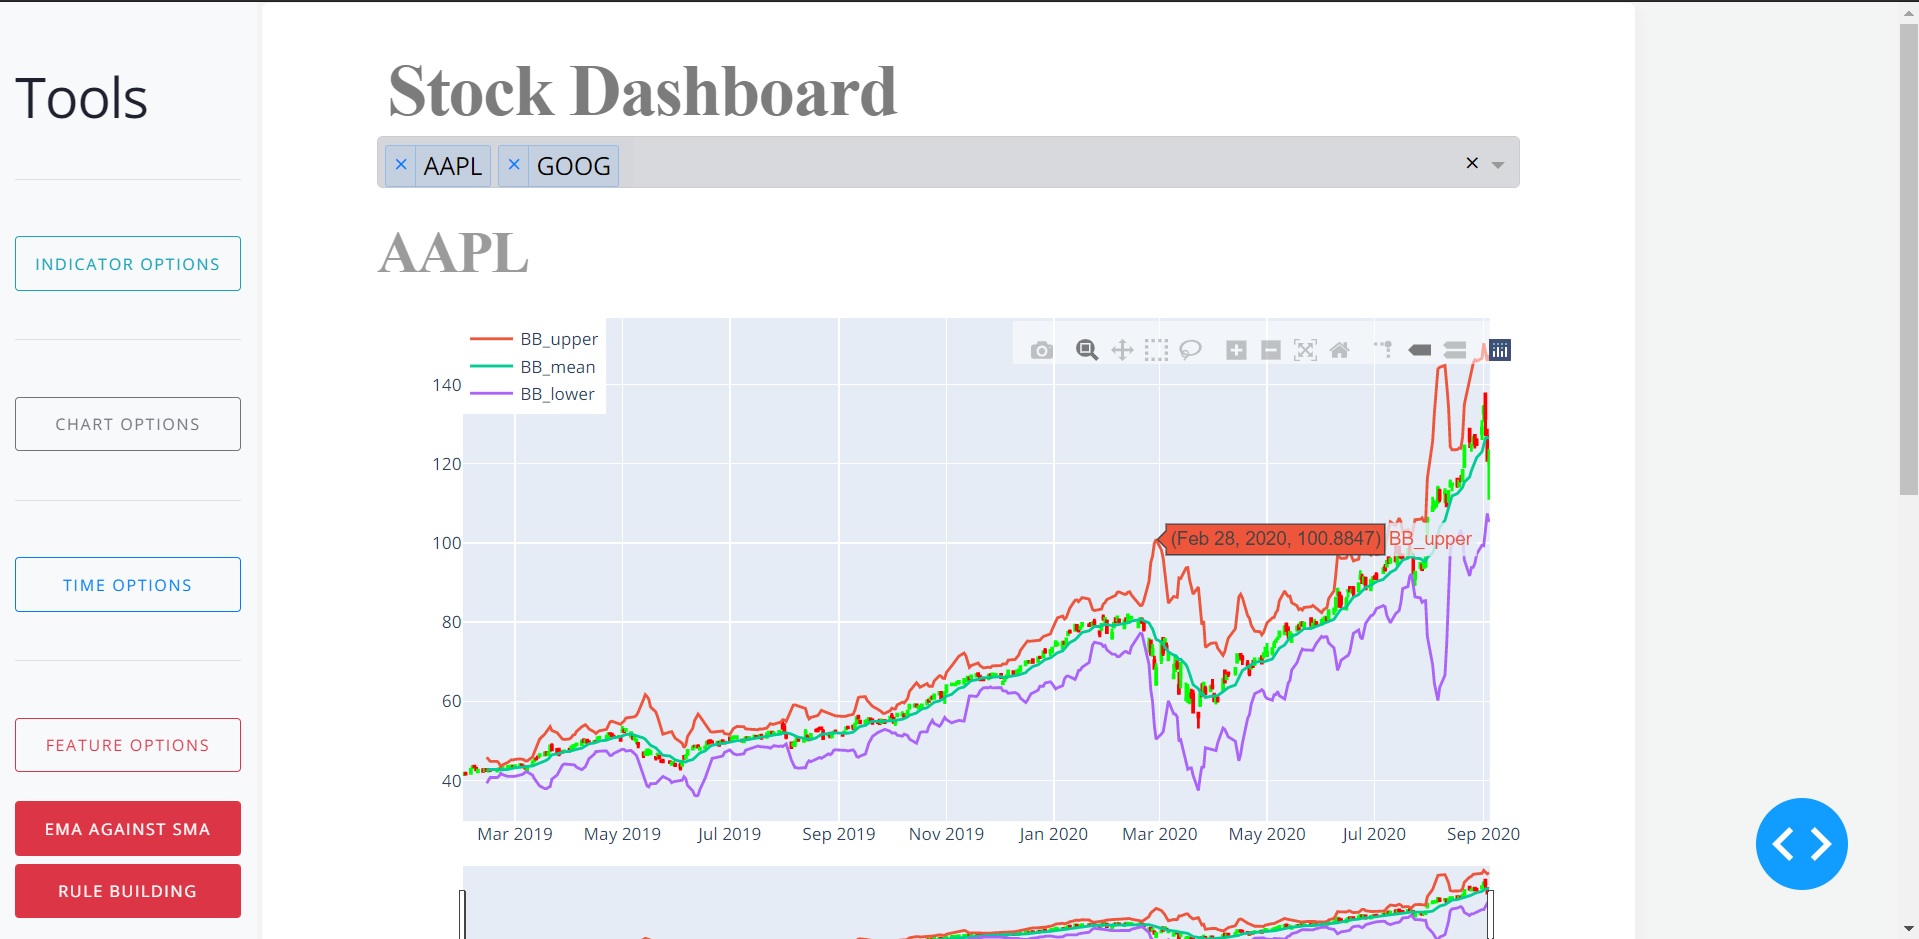 Tools
INDICATOR OPTIONS
CHART OPTIONS
TIME OPTIONS
FEATURE OPTIONS
EMA AGAINST SMA
RULE BUILDING
Stock Dashboard
× AAPL × GOOG ×
AAPL
BB_upper
BB_mean
BB_lower
140
120
100
80
60
40
(Feb 28, 2020, 100.8847) BB_upper
Mar 2019 May 2019 Jul 2019 Sep 2019 Nov 2019 Jan 2020 Mar 2020 May 2020 Jul 2020 Sep 2020